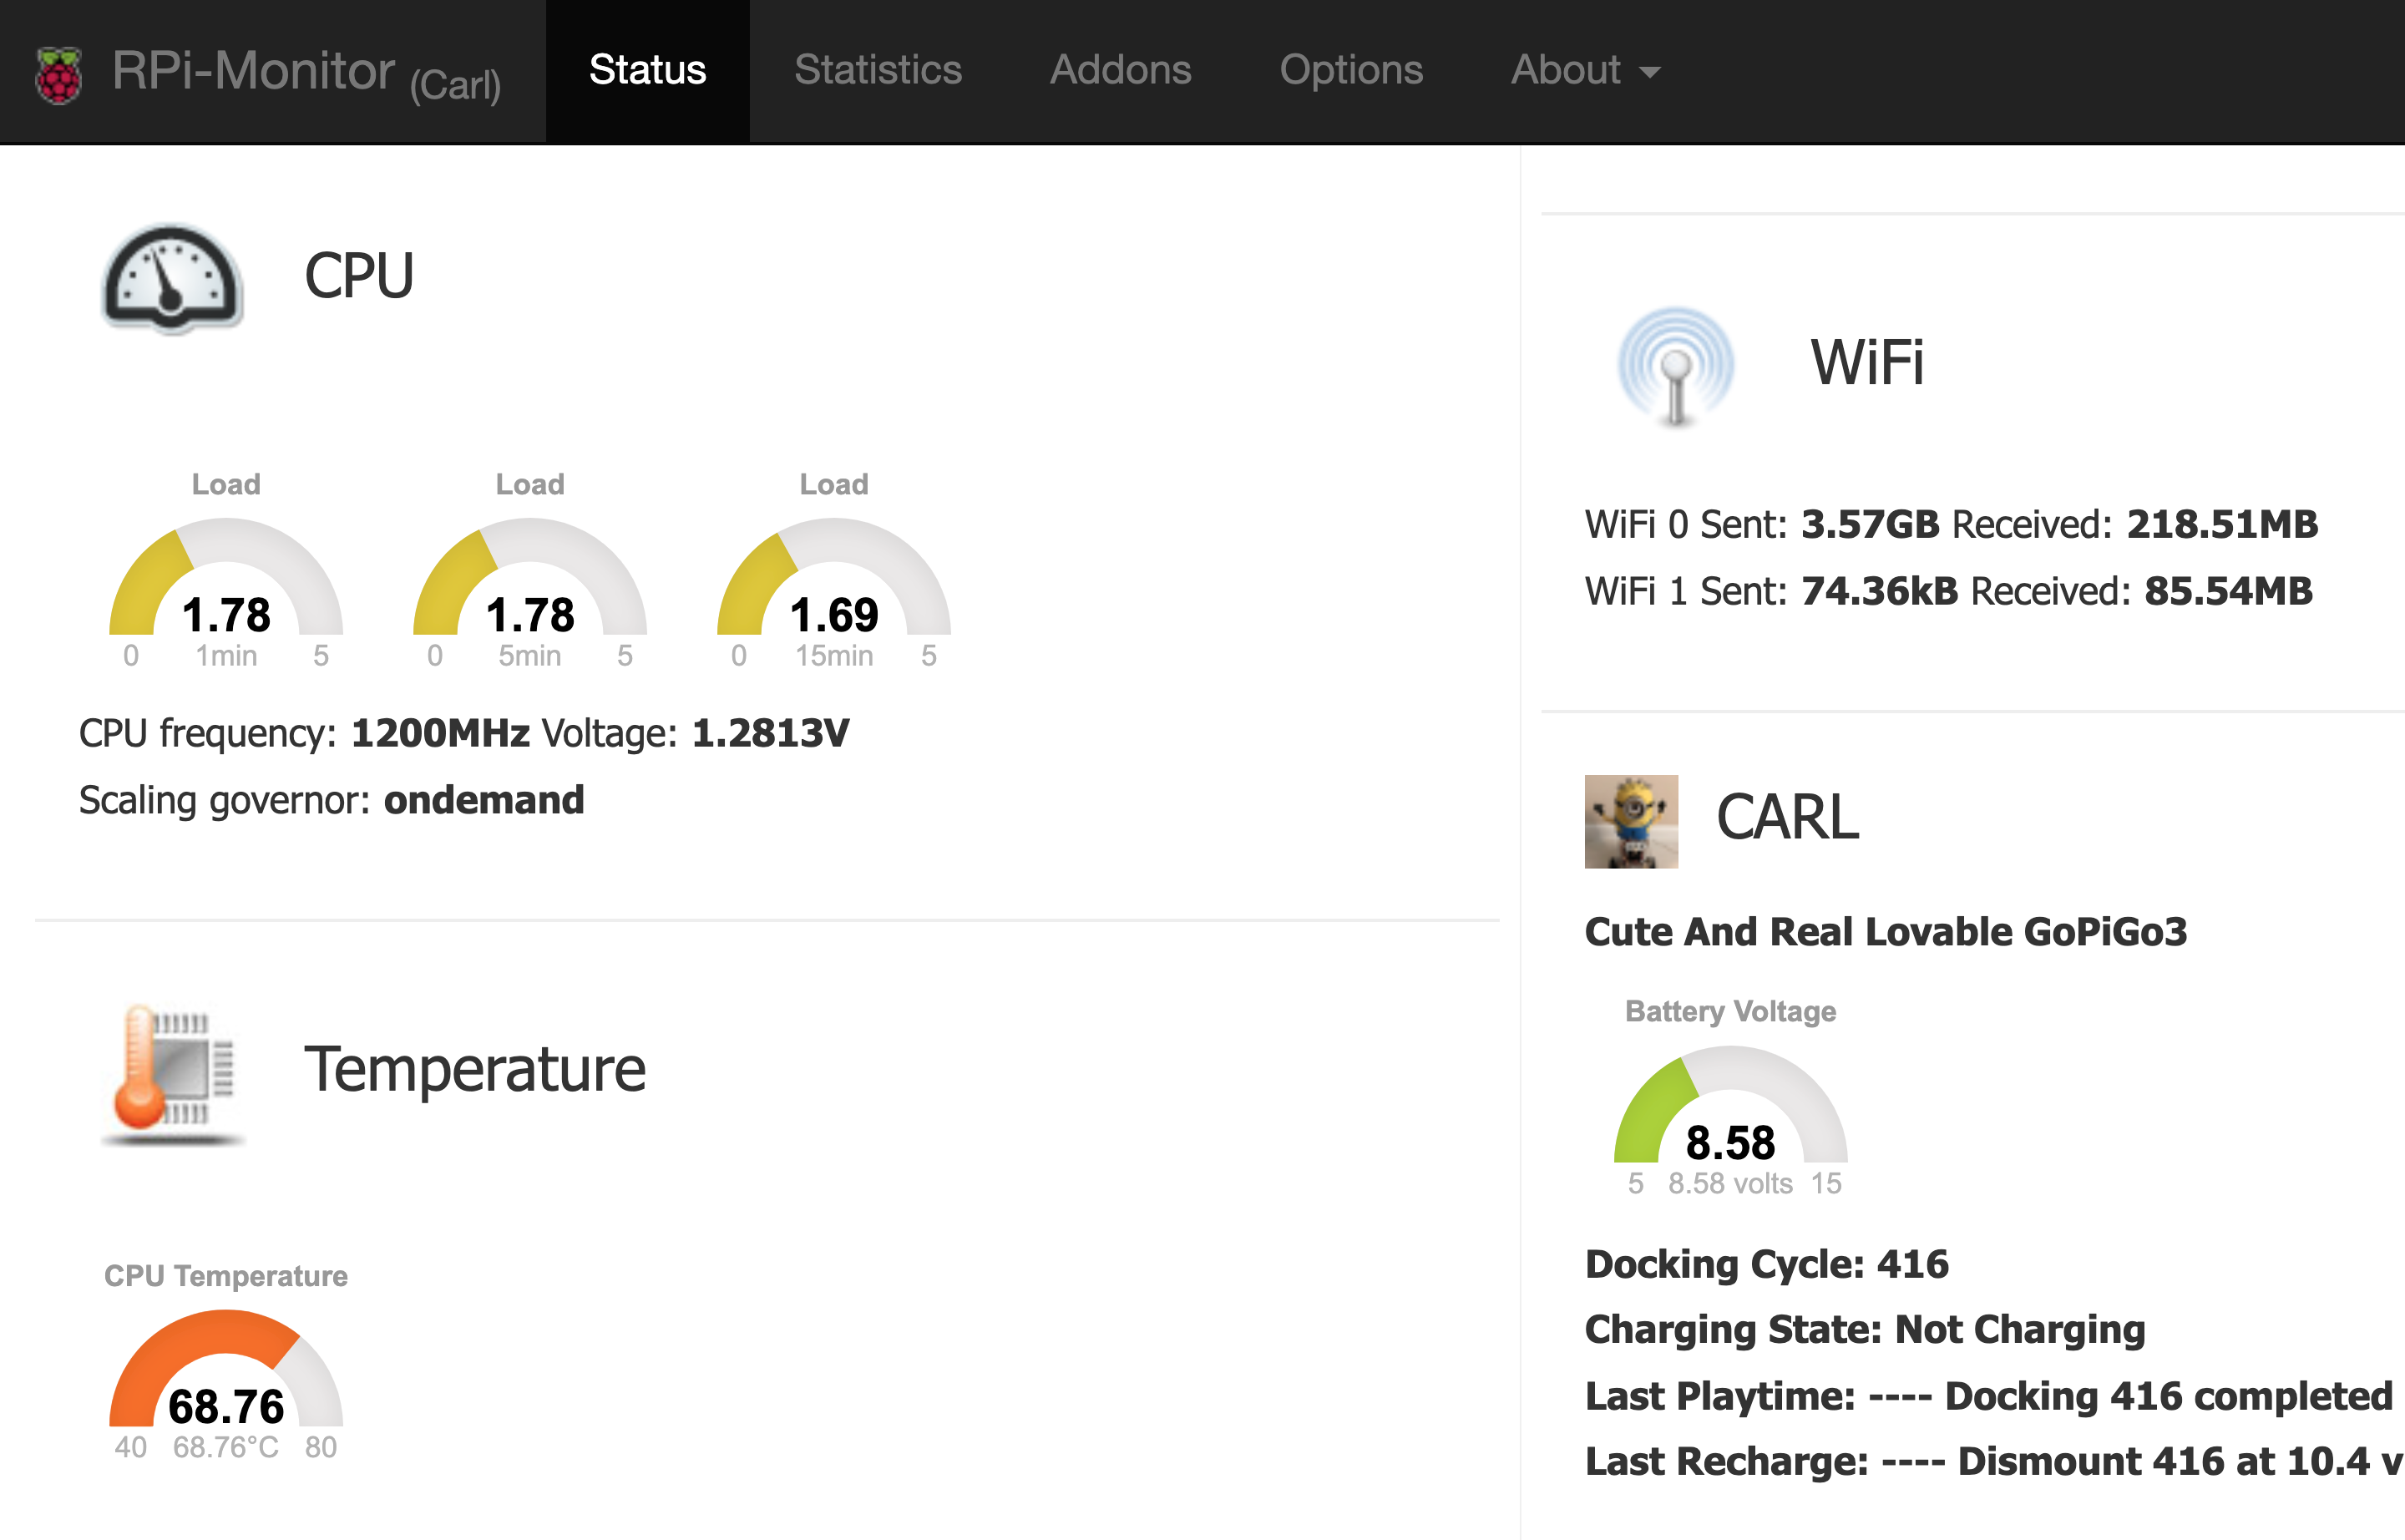 RPi-Monitor (Carl) Status Statistics Addons Options About
CPU
Load Load Load
1.78 1.78 1.69
0 1min 5 0 5min 5 0 15min 5
CPU frequency: 1200MHz Voltage: 1.2813V
Scaling governor: ondemand
Temperature
CPU Temperature
68.76
40 68.76°C 80
WiFi
WiFi 0 Sent: 3.57GB Received: 218.51MB
WiFi 1 Sent: 74.36kB Received: 85.54MB
CARL
Cute And Real Lovable GoPiGo3
Battery Voltage
8.58
5 8.58 volts 15
Docking Cycle: 416
Charging State: Not Charging
Last Playtime: ---- Docking 416 completed
Last Recharge: ---- Dismount 416 at 10.4 v